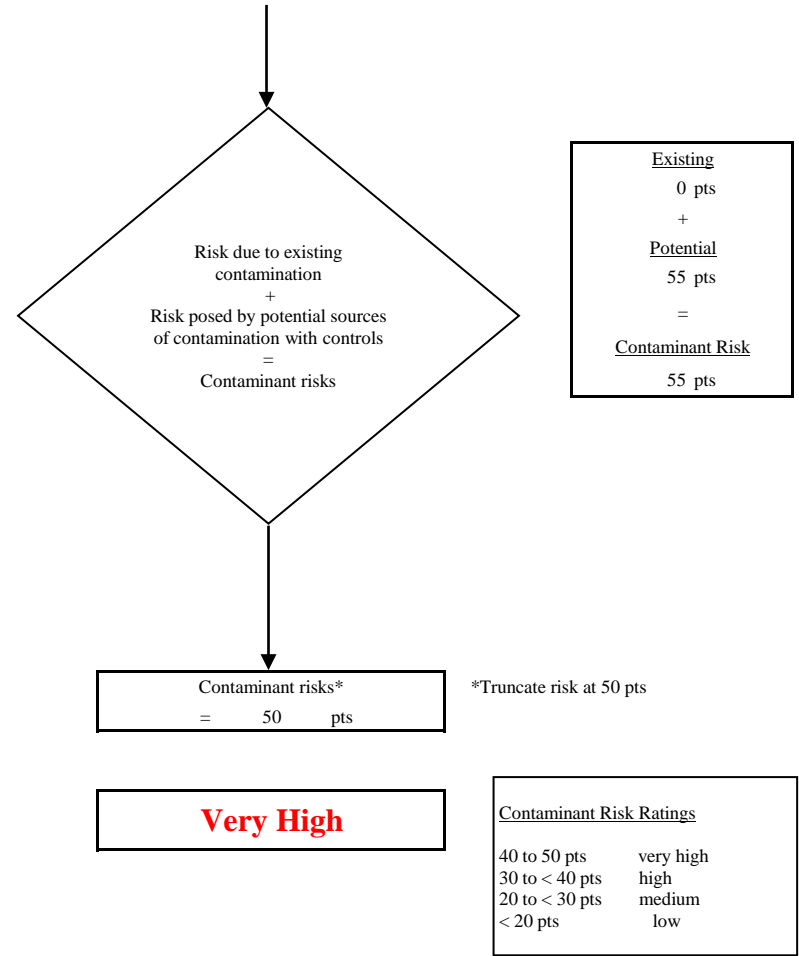 Risk due to existing
contamination
+
Risk posed by potential sources
of contamination with controls
=
Contaminant risks
Existing
0 pts
+
Potential
55 pts
=
Contaminant Risk
55 pts
Contaminant risks*
= 50 pts
*Truncate risk at 50 pts
Very High
Contaminant Risk Ratings
40 to 50 pts very high
30 to < 40 pts high
20 to < 30 pts medium
< 20 pts low